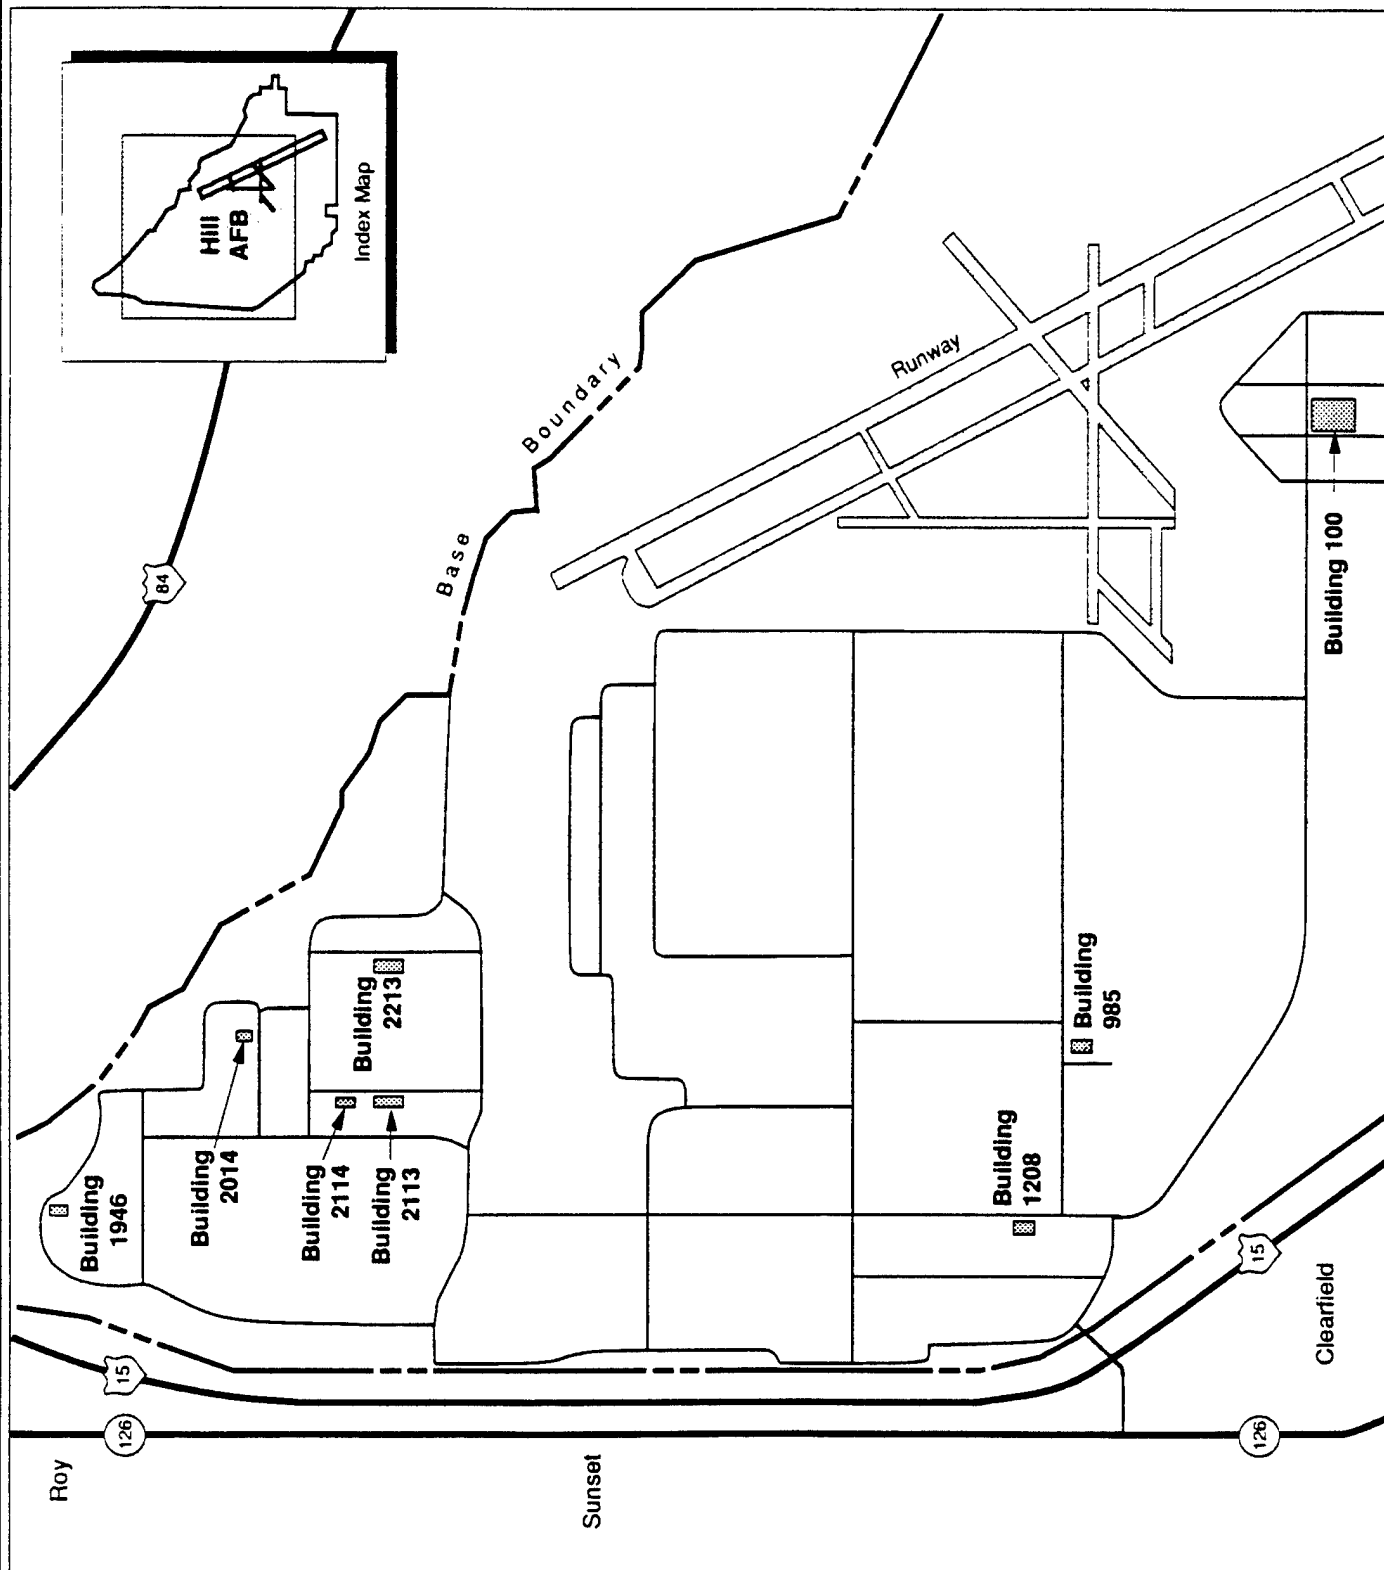 Hill
AFB
Index Map
84
Base Boundary
Runway
Building 100
Building
2213
Building
2014
Building
2114
Building
2113
Building
1946
Building
985
Building
1208
15
15
126
126
Roy
Sunset
Clearfield